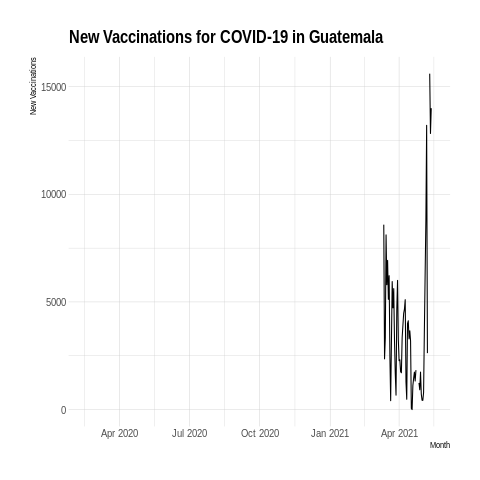 New Vaccinations for COVID-19 in Guatemala
New Vaccinations
15000
10000
5000
0
Apr 2020 Jul 2020 Oct 2020 Jan 2021 Apr 2021
Month